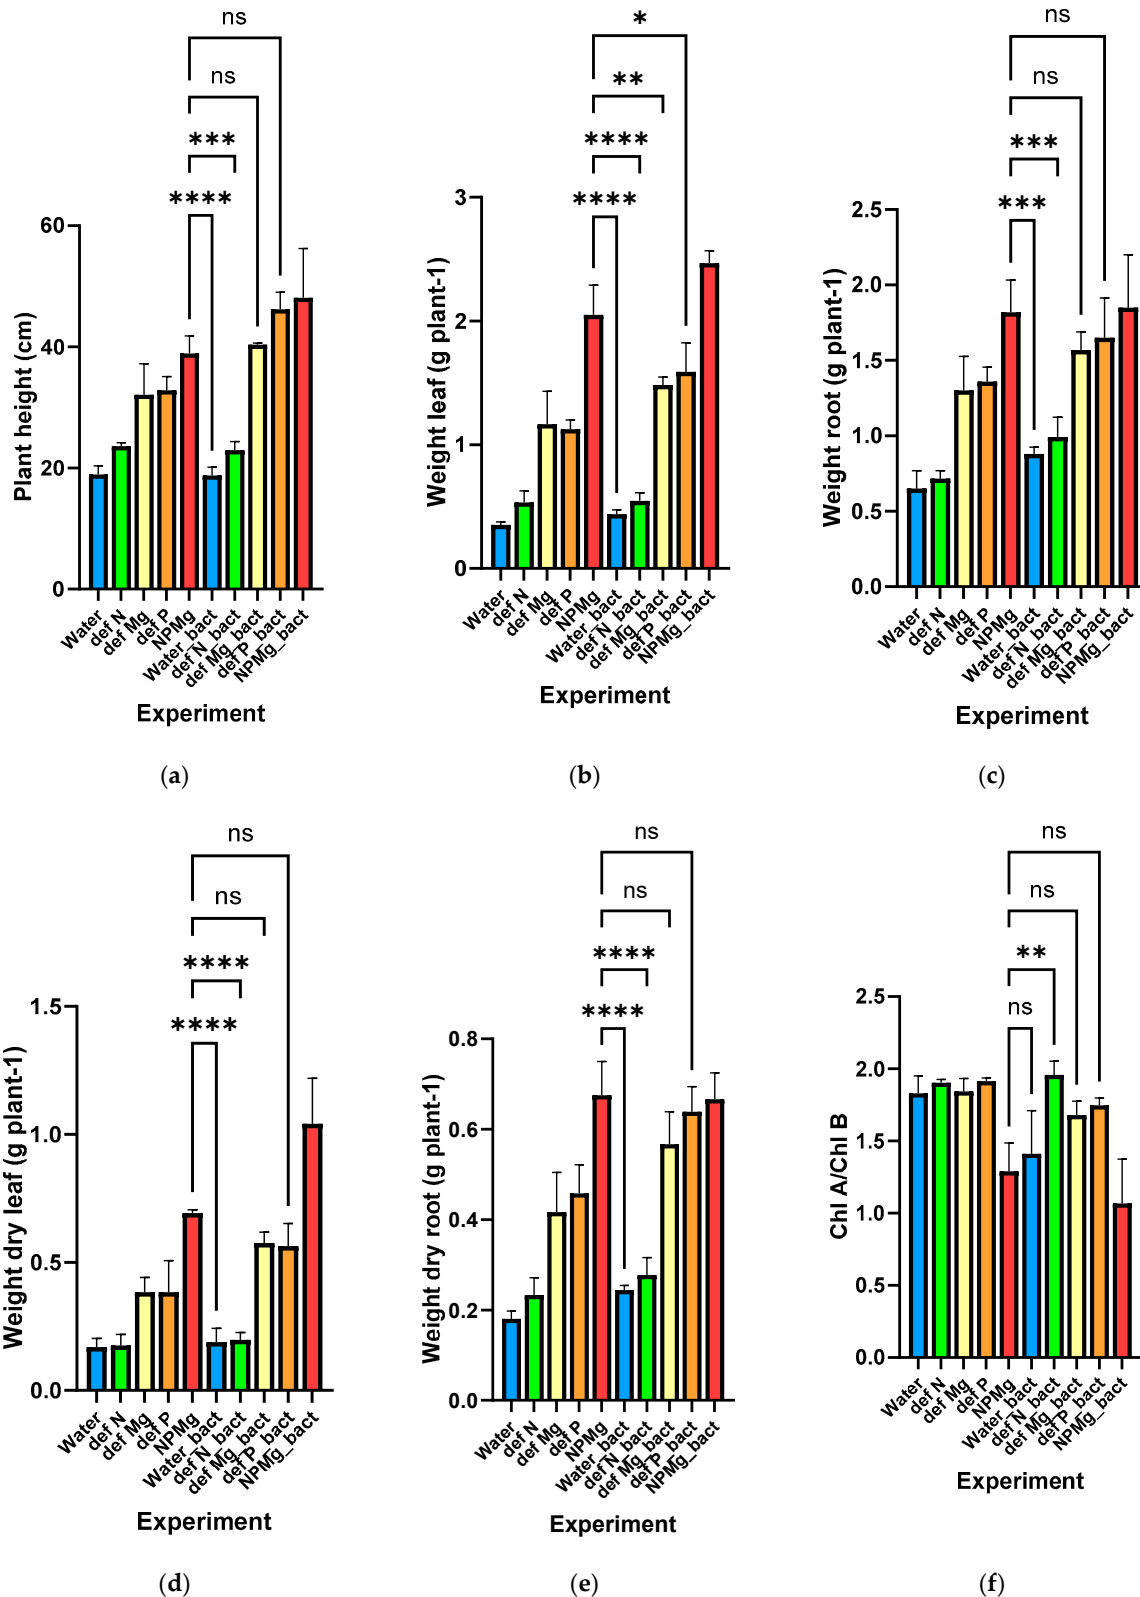 ns
ns
***
****
60
40
20
0
Plant height (cm)
Water
def N
def Mg
def P
NPMg
Water_bact
def N_bact
def Mg_bact
def P_bact
NPMg_bact
Experiment
(a)
*
**
****
****
3
2
1
0
Weight leaf (g plant-1)
Water
def N
def Mg
def P
NPMg
Water_bact
def N_bact
def Mg_bact
def P_bact
NPMg_bact
Experiment
(b)
ns
ns
***
***
2.5
2.0
1.5
1.0
0.5
0.0
Weight root (g plant-1)
Water
def N
def Mg
def P
NPMg
Water_bact
def N_bact
def Mg_bact
def P_bact
NPMg_bact
Experiment
(c)
ns
ns
****
****
1.5
1.0
0.5
0.0
Weight dry leaf (g plant-1)
Water
def N
def Mg
def P
NPMg
Water_bact
def N_bact
def Mg_bact
def P_bact
NPMg_bact
Experiment
(d)
ns
ns
****
****
0.8
0.6
0.4
0.2
0.0
Weight dry root (g plant-1)
Water
def N
def Mg
def P
NPMg
Water_bact
def N_bact
def Mg_bact
def P_bact
NPMg_bact
Experiment
(e)
ns
ns
**
ns
2.5
2.0
1.5
1.0
0.5
0.0
Chl A/Chl B
Water
def N
def Mg
def P
NPMg
Water_bact
def N_bact
def Mg_bact
def P_bact
NPMg_bact
Experiment
(f)